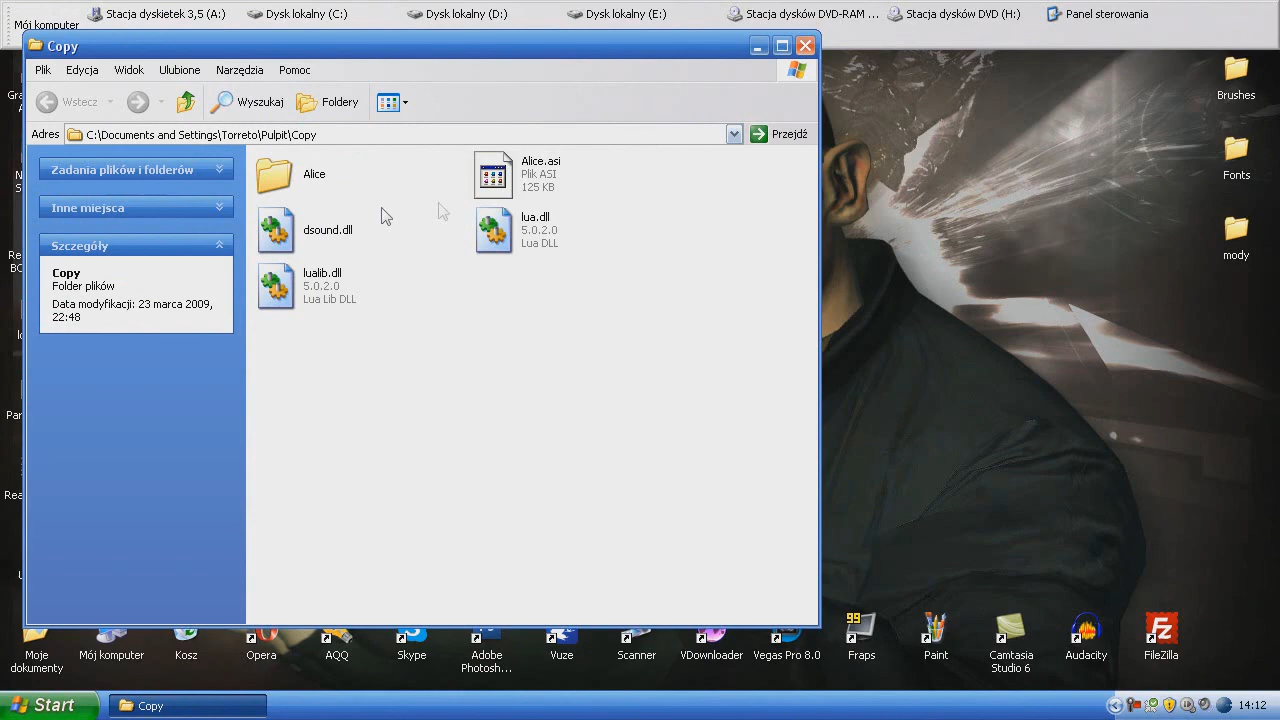 Mój komputer
Stacja dyskietek 3,5 (A:)
Dysk lokalny (C:)
Dysk lokalny (D:)
Dysk lokalny (E:)
Stacja dysków DVD-RAM ...
Stacja dysków DVD (H:)
Panel sterowania
Copy
Plik Edycja Widok Ulubione Narzędzia Pomoc
Wstecz Wyszukaj Foldery
Adres C:\Documents and Settings\Torreto\Pulpit\Copy Przejdź
Zadania plików i folderów
Inne miejsca
Szczegóły
Copy
Folder plików
Data modyfikacji: 23 marca 2009,
22:48
Alice
Alice.asi
Plik ASI
125 KB
dsound.dll
lua.dll
5.0.2.0
Lua DLL
lualib.dll
5.0.2.0
Lua Lib DLL
Brushes
Fonts
mody
99
Moje
dokumenty
Mój komputer
Kosz
Opera
AQQ
Skype
Adobe
Photosh...
Vuze
Scanner
VDownloader
Vegas Pro 8.0
Fraps
Paint
Camtasia
Studio 6
Audacity
FileZilla
Start
Copy
14:12